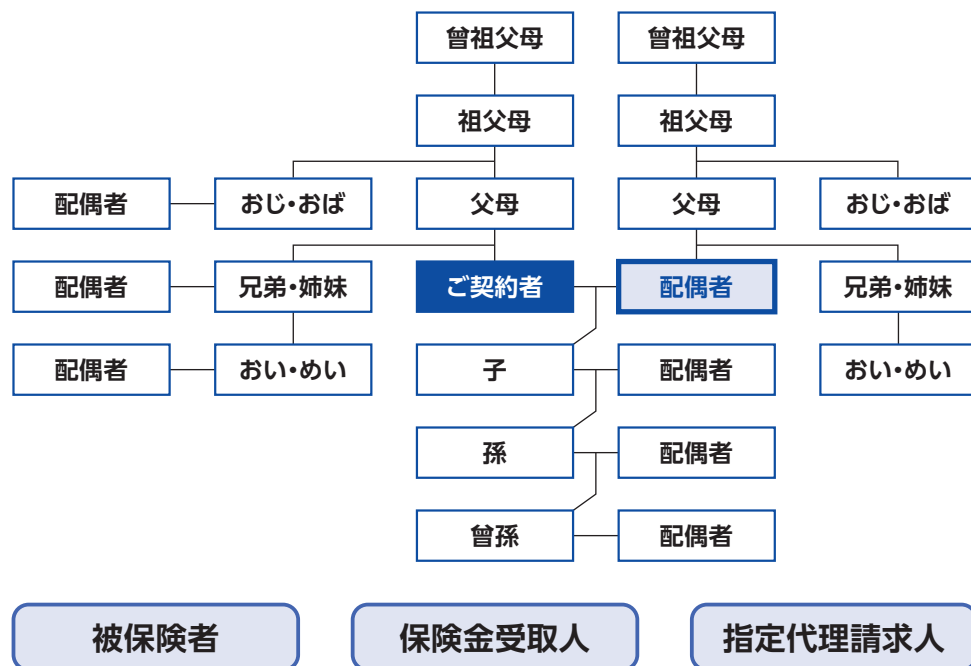 曾祖父母
曾祖父母
祖父母
祖父母
配偶者
おじ・おば
父母
父母
おじ・おば
配偶者
兄弟・姉妹
ご契約者
配偶者
兄弟・姉妹
配偶者
おい・めい
子
配偶者
おい・めい
孫
配偶者
曾孫
配偶者
被保険者
保険金受取人
指定代理請求人